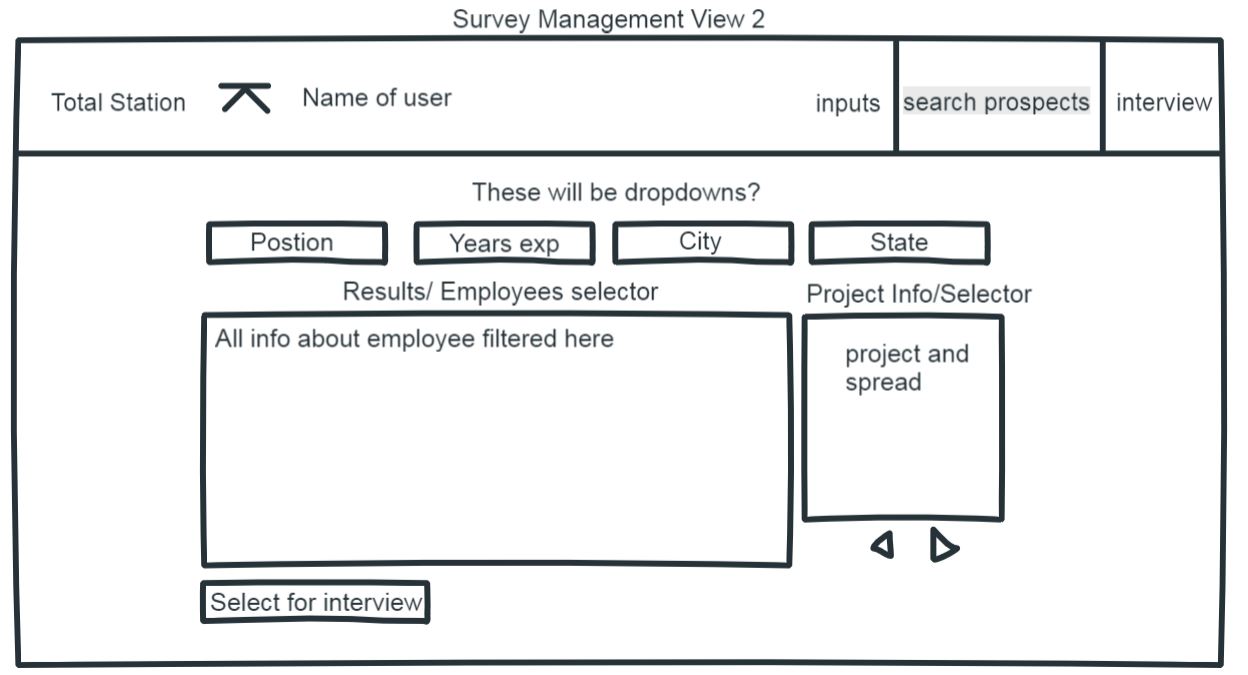 Survey Management View 2
Total Station
Name of user
inputs
search prospects
interview
These will be dropdowns?
Postion
Years exp
City
State
Results/ Employees selector
Project Info/Selector
All info about employee filtered here
project and
spread
Select for interview